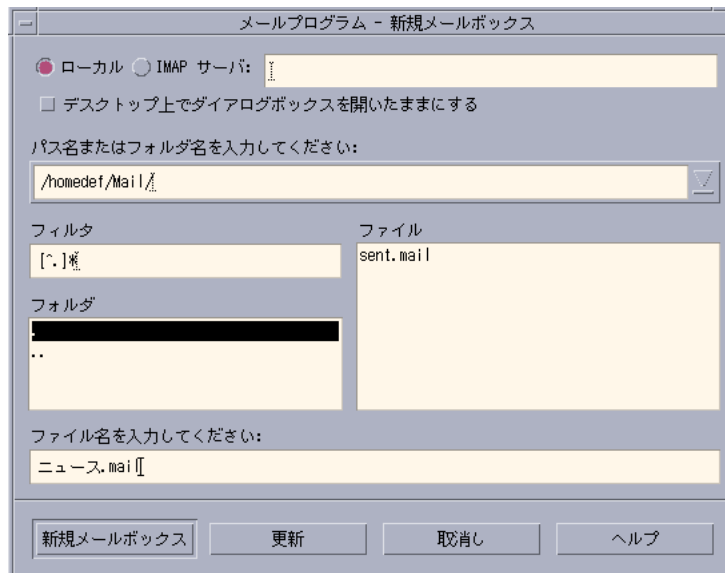 メールプログラム - 新規メールボックス
ローカル IMAP サーバ:
デスクトップ上でダイアログボックスを開いたままにする
パス名またはフォルダ名を入力してください:
/homedef/Mail/
フィルタ
[^.]*
フォルダ
.
..
ファイル
sent.mail
ファイル名を入力してください:
ニュース.mail
新規メールボックス 更新 取消し ヘルプ